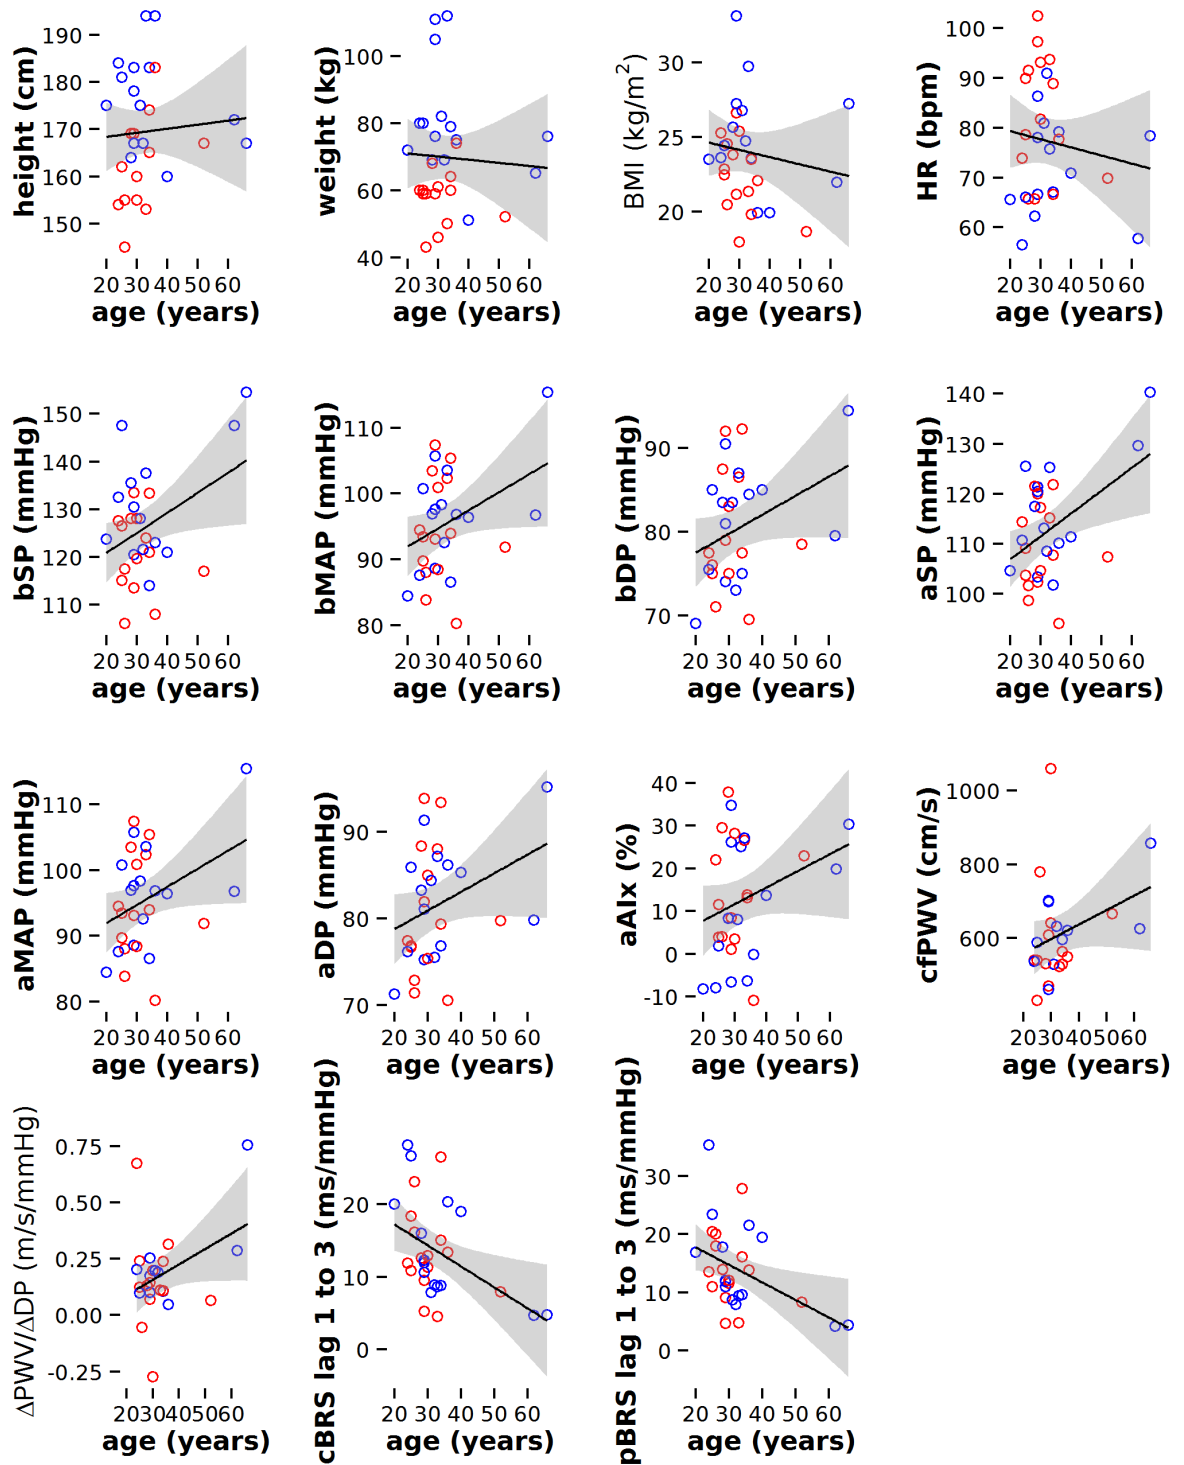 height (cm)
190
180
170
160
150
20 30 40 50 60
age (years)
weight (kg)
100
80
60
40
20 30 40 50 60
age (years)
BMI (kg/m²)
30
25
20
20 30 40 50 60
age (years)
HR (bpm)
100
90
80
70
60
20 30 40 50 60
age (years)
bSP (mmHg)
150
140
130
120
110
20 30 40 50 60
age (years)
bMAP (mmHg)
110
100
90
80
20 30 40 50 60
age (years)
bDP (mmHg)
90
80
70
20 30 40 50 60
age (years)
aSP (mmHg)
140
130
120
110
100
20 30 40 50 60
age (years)
aMAP (mmHg)
110
100
90
80
20 30 40 50 60
age (years)
aDP (mmHg)
90
80
70
20 30 40 50 60
age (years)
aAIx (%)
40
30
20
10
0
-10
20 30 40 50 60
age (years)
cfPWV (cm/s)
1000
800
600
20 30 40 50 60
age (years)
ΔPWV/ΔDP (m/s/mmHg)
0.75
0.50
0.25
0.00
-0.25
20 30 40 50 60
age (years)
cBRS lag 1 to 3 (ms/mmHg)
20
10
0
20 30 40 50 60
age (years)
pBRS lag 1 to 3 (ms/mmHg)
30
20
10
0
20 30 40 50 60
age (years)